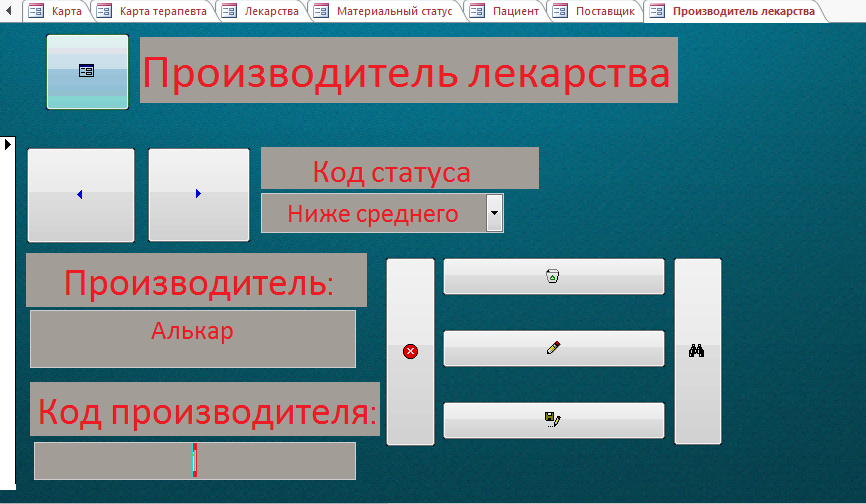 Карта
Карта терапевта
Лекарства
Материальный статус
Пациент
Поставщик
Производитель лекарства
Производитель лекарства
Код статуса
Ниже среднего
Производитель:
Алькар
Код производителя: